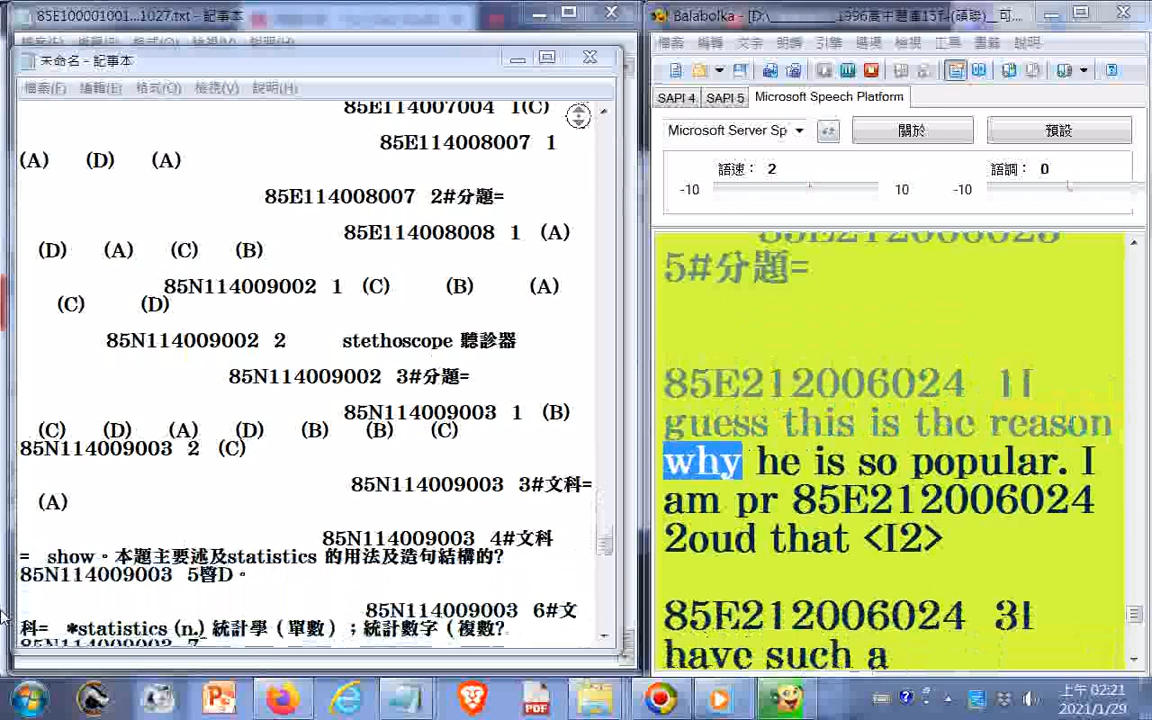 85E100001001...1027.txt - 記事本
未命名 - 記事本
檔案(F) 編輯(E) 格式(O) 檢視(V) 說明(H)
85E114007004 1(C)
85E114008007 1
(A) (D) (A)
85E114008007 2#分題=
85E114008008 1 (A)
(D) (A) (C) (B)
85N114009002 1 (C) (B) (A)
(C) (D)
85N114009002 2 stethoscope 聽診器
85N114009002 3#分題=
85N114009003 1 (B)
(C) (D) (A) (D) (B) (B) (C)
85N114009003 2 (C)
85N114009003 3#文科=
(A)
85N114009003 4#文科
= show。本題主要述及statistics 的用法及造句結構的?
85N114009003 5啓D。
85N114009003 6#文
科= *statistics (n.) 統計學（單數）；統計數字（複數?
85N114009003 7
Balabolka - [D:\
檔案 編輯 文字 朗讀 引擎 選項 檢視 工具 書籤 說明
SAPI 4 SAPI 5 Microsoft Speech Platform
Microsoft Server Sp 關於 預設
語速： 2 語調： 0
-10 10 -10
85E212006023
5#分題=
85E212006024 1I
guess this is the reason
why he is so popular. I
am pr 85E212006024
2oud that <I2>
85E212006024 3I
have such a
PDF
上午 02:21
2021/1/29